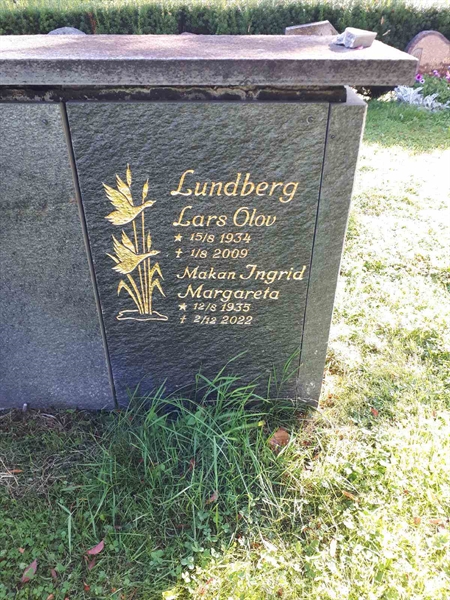 Lundberg
Lars Olov
* 15/8 1934
† 1/8 2009
Makan Ingrid
Margareta
* 12/8 1935
† 2/12 2022